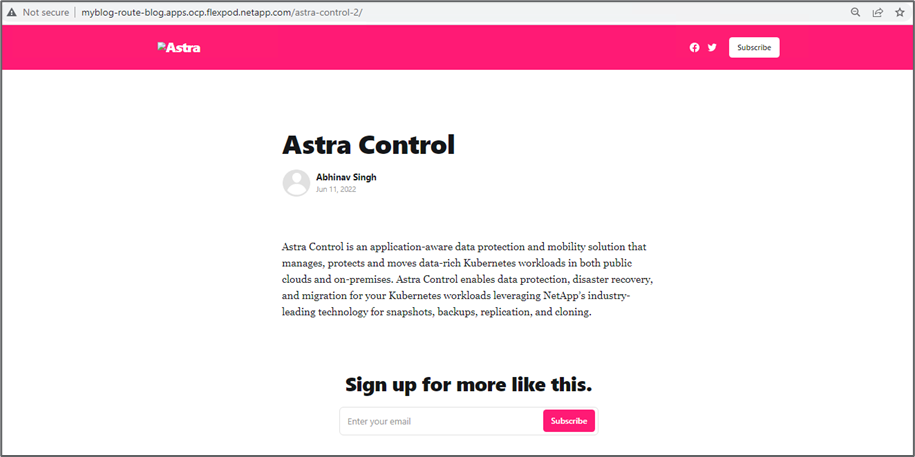 Not secure | myblog-route-blog.apps.ocp.flexpod.netapp.com/astra-control-2/
Astra
Subscribe
Astra Control
Abhinav Singh
Jun 11, 2022
Astra Control is an application-aware data protection and mobility solution that
manages, protects and moves data-rich Kubernetes workloads in both public
clouds and on-premises. Astra Control enables data protection, disaster recovery,
and migration for your Kubernetes workloads leveraging NetApp's industry-
leading technology for snapshots, backups, replication, and cloning.
Sign up for more like this.
Enter your email
Subscribe